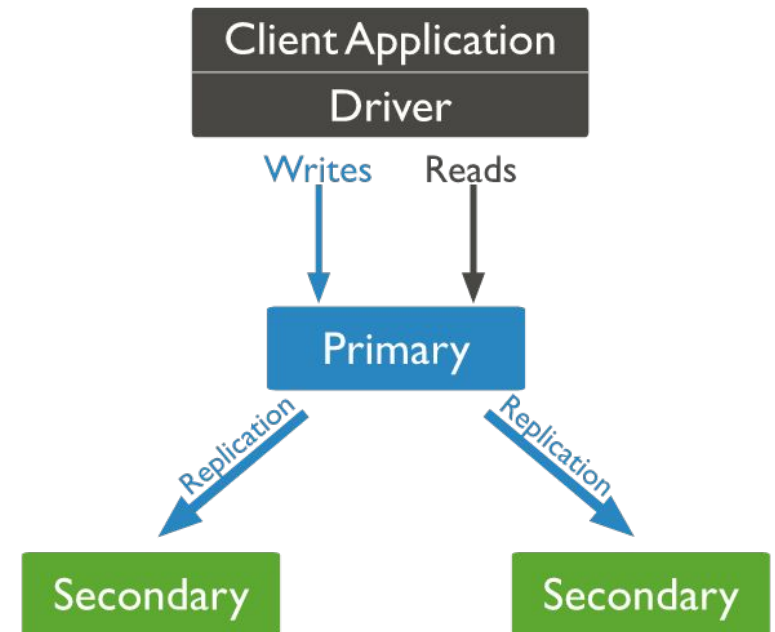 Client Application
Driver
Writes Reads
Primary
Replication Replication
Secondary Secondary